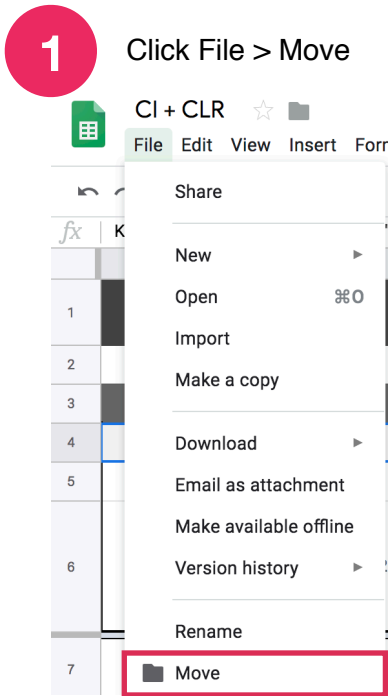 1 Click File > Move
CI + CLR
File Edit View Insert For
fx K
Share
New
Open ⌘O
1
Import
2
Make a copy
3
4 Download
5 Email as attachment
Make available offline
6 Version history
Rename
7 Move